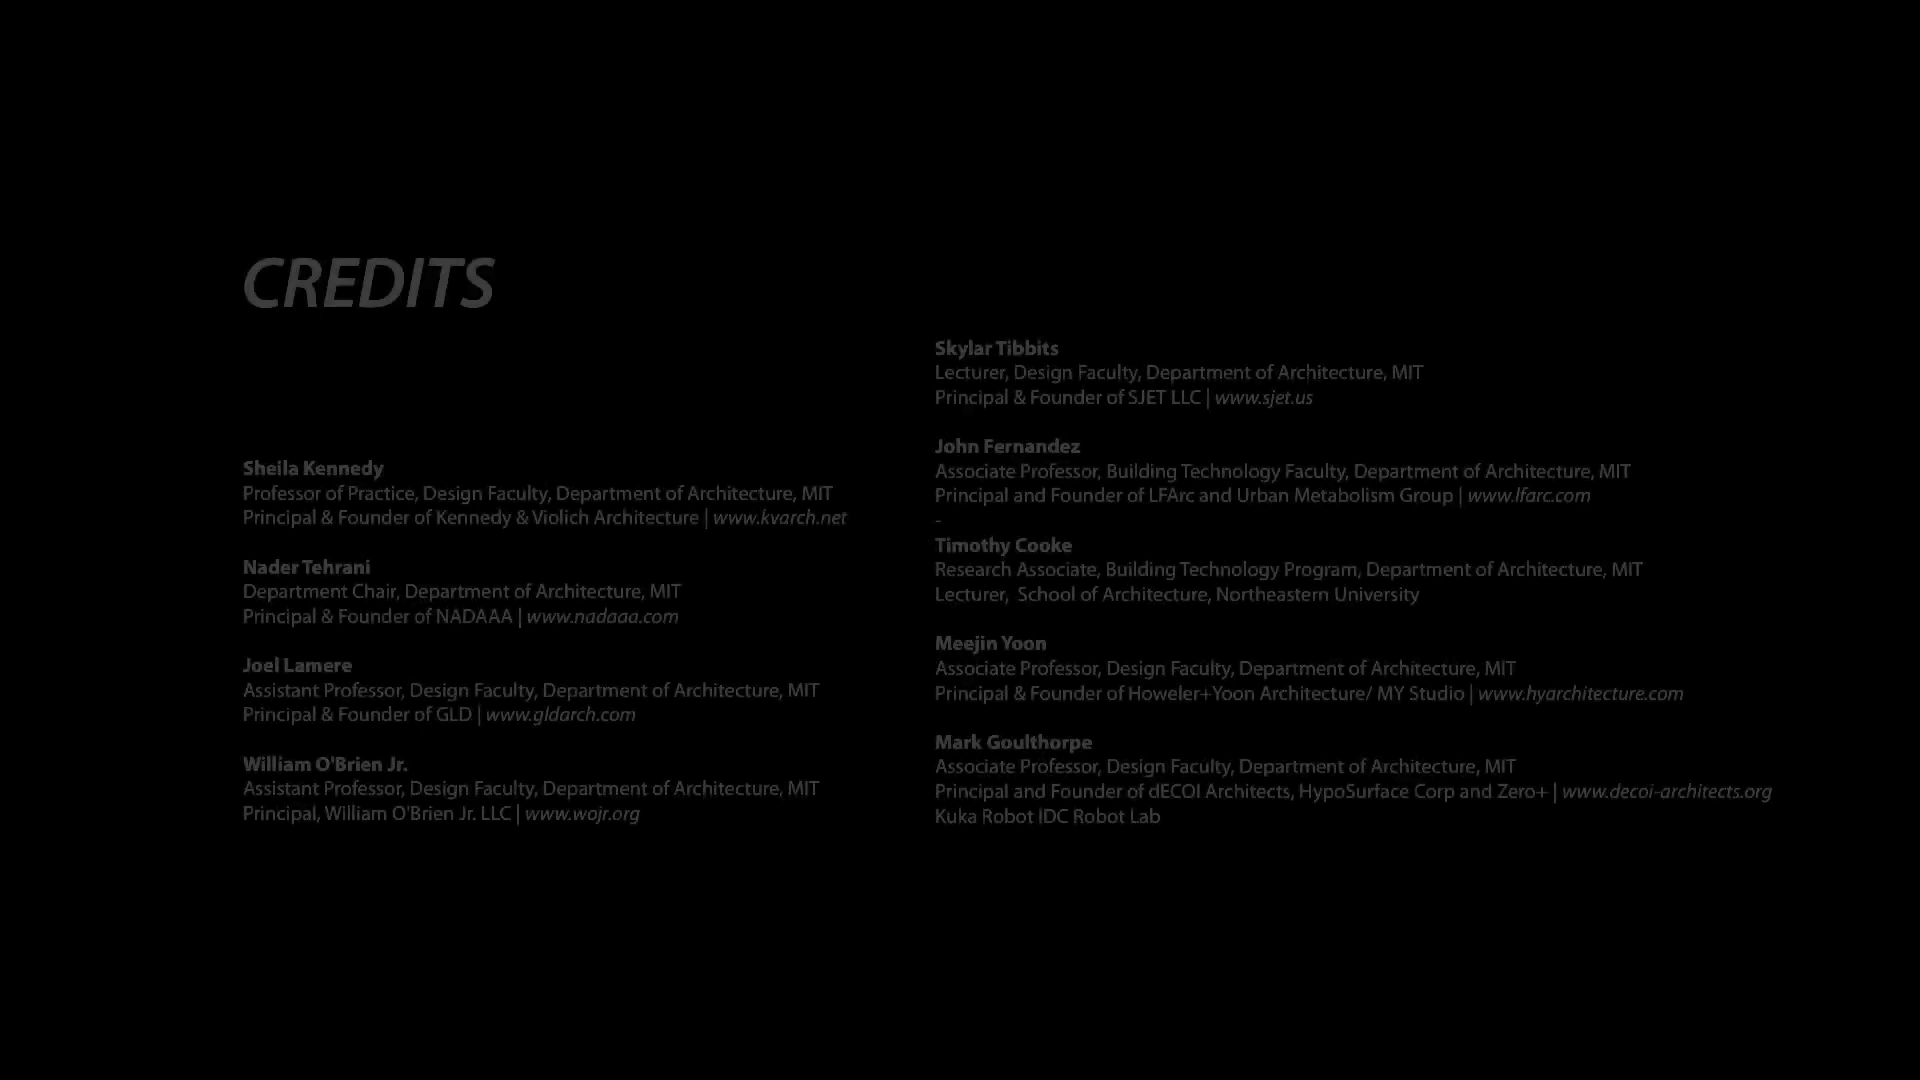 CREDITS
Sheila Kennedy
Professor of Practice, Design Faculty, Department of Architecture, MIT
Principal & Founder of Kennedy & Violich Architecture | www.kvarch.net
Nader Tehrani
Department Chair, Department of Architecture, MIT
Principal & Founder of NADAAA | www.nadaaa.com
Joel Lamere
Assistant Professor, Design Faculty, Department of Architecture, MIT
Principal & Founder of GLD | www.gldarch.com
William O'Brien Jr.
Assistant Professor, Design Faculty, Department of Architecture, MIT
Principal, William O'Brien Jr. LLC | www.wojr.org
Skylar Tibbits
Lecturer, Design Faculty, Department of Architecture, MIT
Principal & Founder of SJET LLC | www.sjet.us
John Fernandez
Associate Professor, Building Technology Faculty, Department of Architecture, MIT
Principal and Founder of LFArc and Urban Metabolism Group | www.lfarc.com
-
Timothy Cooke
Research Associate, Building Technology Program, Department of Architecture, MIT
Lecturer, School of Architecture, Northeastern University
Meejin Yoon
Associate Professor, Design Faculty, Department of Architecture, MIT
Principal & Founder of Howeler+Yoon Architecture/ MY Studio | www.hyarchitecture.com
Mark Goulthorpe
Associate Professor, Design Faculty, Department of Architecture, MIT
Principal and Founder of dECOI Architects, HypoSurface Corp and Zero+ | www.decoi-architects.org
Kuka Robot IDC Robot Lab